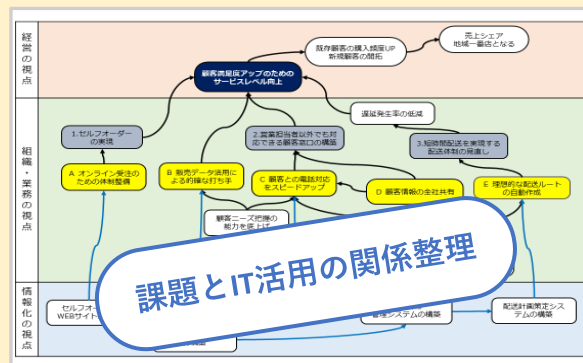 経営の視点
売上シェア
地域一番店となる
既存顧客の購入頻度UP
新規顧客の開拓
顧客満足度アップのための
サービスレベル向上
組織・業務の視点
遅延発生率の低減
1.セルフオーダー
の実現
2.営業担当者以外でも対
応できる顧客窓口の構築
3.短時間配送を実現する
配送体制の見直し
A オンライン受注の
ための体制整備
B 販売データ活用に
よる的確な打ち手
C 顧客との電話対応
をスピードアップ
D 顧客情報の全社共有
E 理想的な配送ルート
の自動作成
顧客ニーズ把握の
能力を底上げ
課題とIT活用の関係整理
情報化の視点
セルフオー
WEBサイト
管理システムの構築
配送計画策定シス
テムの構築